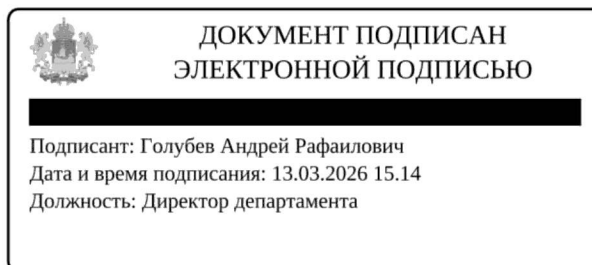 ДОКУМЕНТ ПОДПИСАН
ЭЛЕКТРОННОЙ ПОДПИСЬЮ
Подписант: Голубев Андрей Рафаилович
Дата и время подписания: 13.03.2026 15.14
Должность: Директор департамента